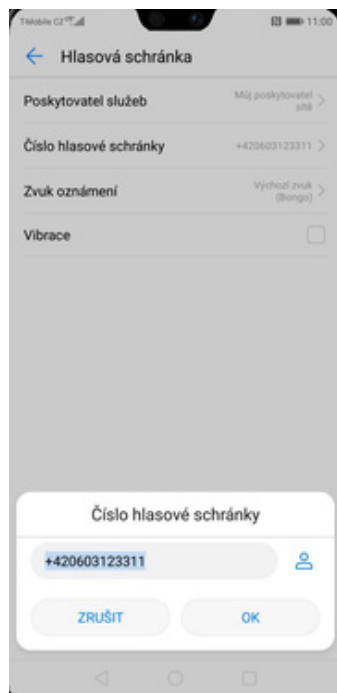 T-Mobile CZ 11:00
Hlasová schránka
Poskytovatel služeb Můj poskytovatel
sítě
Číslo hlasové schránky +420603123311
Zvuk oznámení Výchozí zvuk
(Bongo)
Vibrace
Číslo hlasové schránky
+420603123311
ZRUŠIT OK